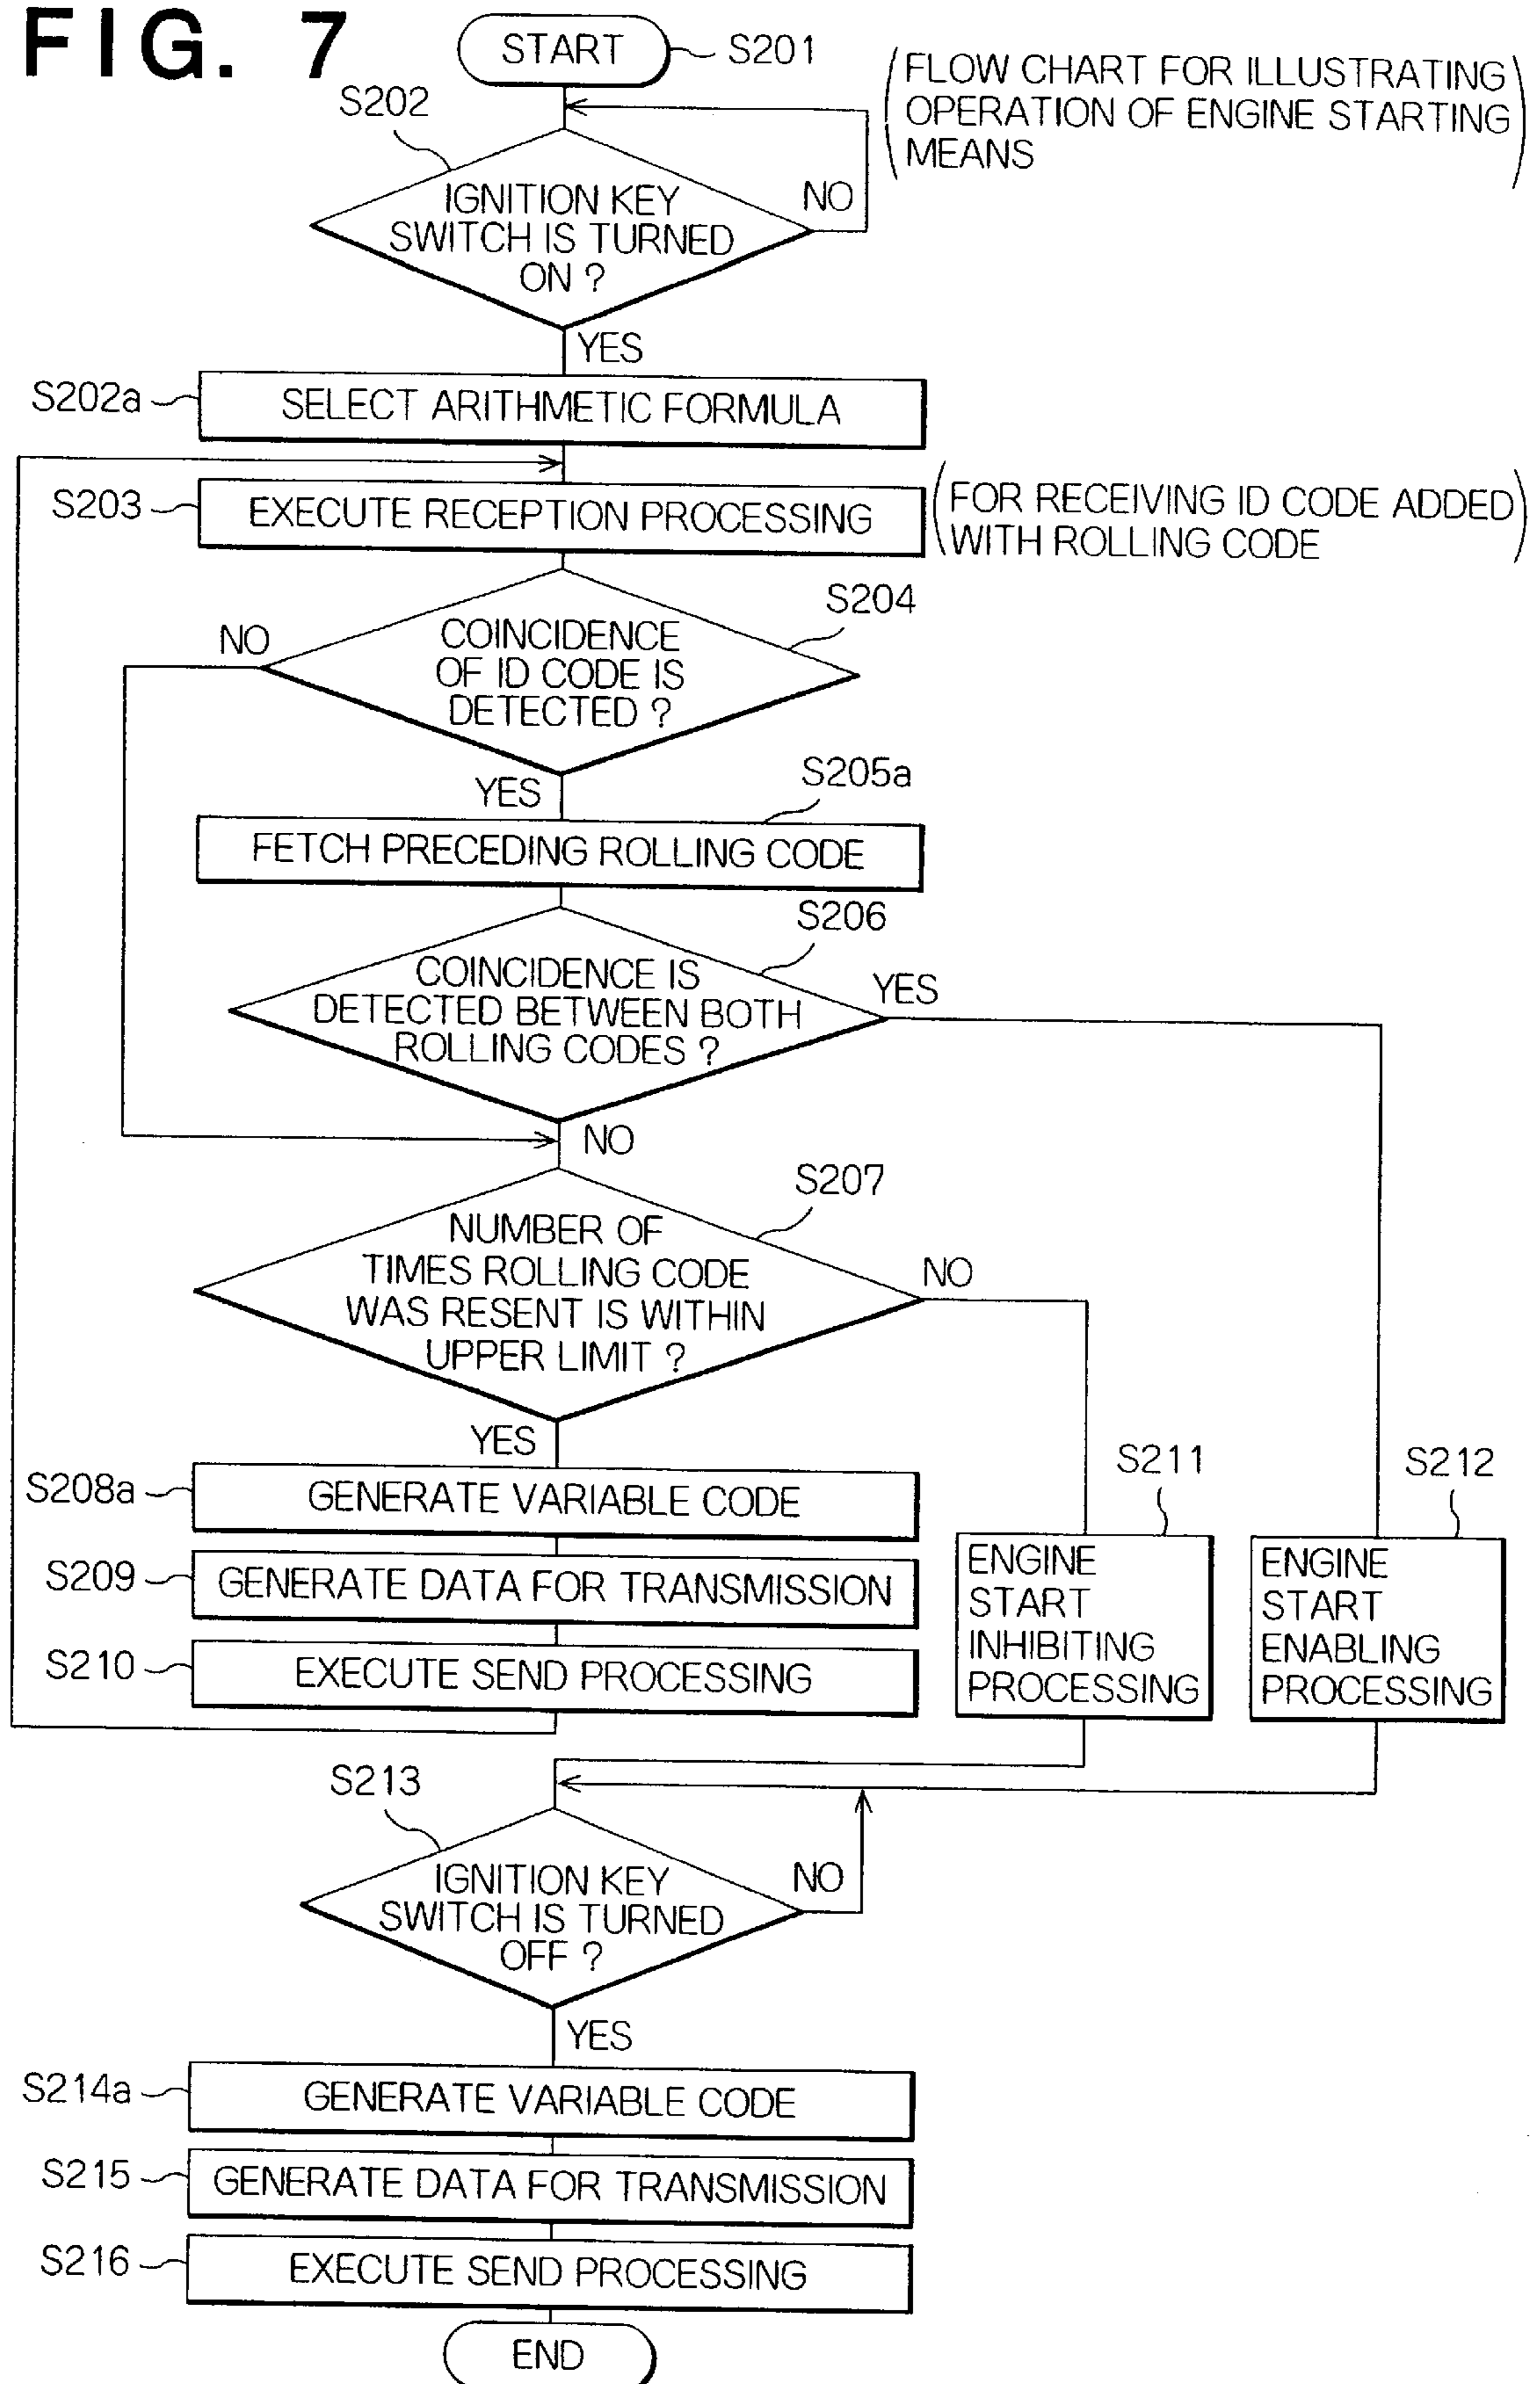 FIG. 7
START
S201
(FLOW CHART FOR ILLUSTRATING
OPERATION OF ENGINE STARTING
MEANS)
S202
IGNITION KEY
SWITCH IS TURNED
ON ?
NO
YES
S202a
SELECT ARITHMETIC FORMULA
S203
EXECUTE RECEPTION PROCESSING
(FOR RECEIVING ID CODE ADDED
WITH ROLLING CODE)
S204
NO
COINCIDENCE
OF ID CODE IS
DETECTED ?
YES
S205a
FETCH PRECEDING ROLLING CODE
S206
COINCIDENCE IS
DETECTED BETWEEN BOTH
ROLLING CODES ?
YES
NO
S207
NUMBER OF
TIMES ROLLING CODE
WAS RESENT IS WITHIN
UPPER LIMIT ?
NO
YES
S208a
GENERATE VARIABLE CODE
S209
GENERATE DATA FOR TRANSMISSION
S210
EXECUTE SEND PROCESSING
S211
ENGINE
START
INHIBITING
PROCESSING
S212
ENGINE
START
ENABLING
PROCESSING
S213
IGNITION KEY
SWITCH IS TURNED
OFF ?
NO
YES
S214a
GENERATE VARIABLE CODE
S215
GENERATE DATA FOR TRANSMISSION
S216
EXECUTE SEND PROCESSING
END